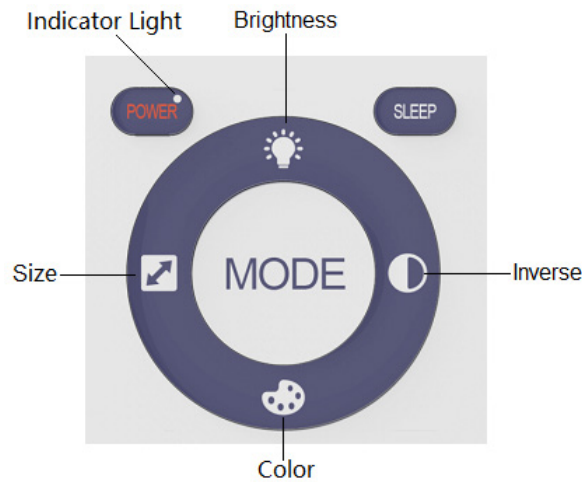 Indicator Light
Brightness
POWER
SLEEP
Size
MODE
Inverse
Color